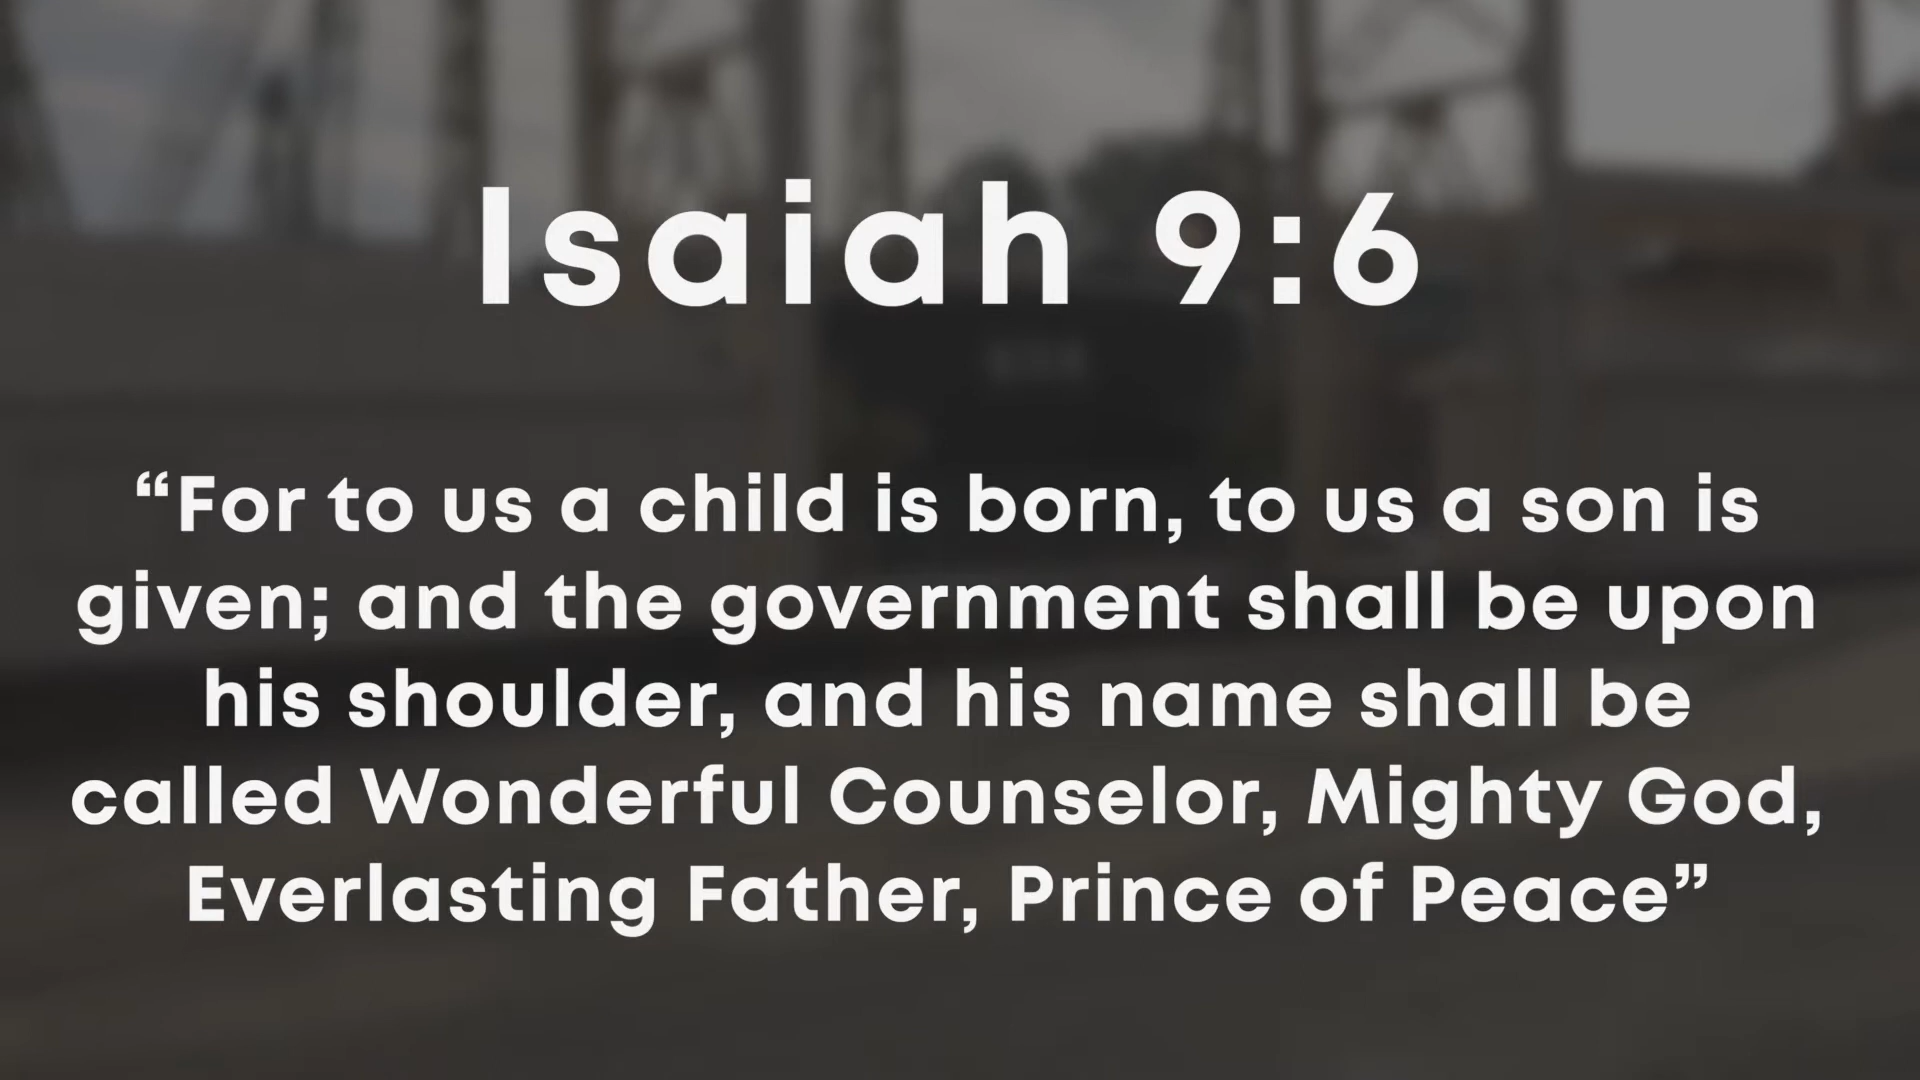 Isaiah 9:6
“For to us a child is born, to us a son is
given; and the government shall be upon
his shoulder, and his name shall be
called Wonderful Counselor, Mighty God,
Everlasting Father, Prince of Peace”